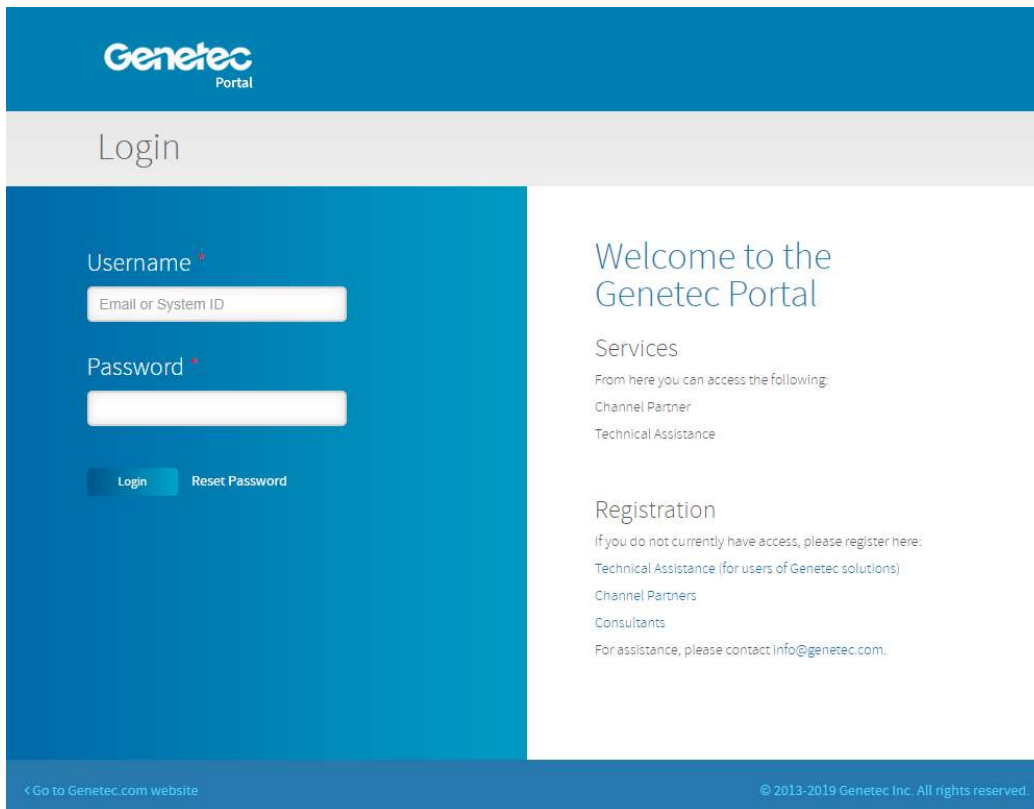 Genetec
Portal
Login
Username *
Email or System ID
Password *
Login
Reset Password
Welcome to the
Genetec Portal
Services
From here you can access the following:
Channel Partner
Technical Assistance
Registration
If you do not currently have access, please register here:
Technical Assistance (for users of Genetec solutions)
Channel Partners
Consultants
For assistance, please contact info@genetec.com.
< Go to Genetec.com website
© 2013-2019 Genetec Inc. All rights reserved.